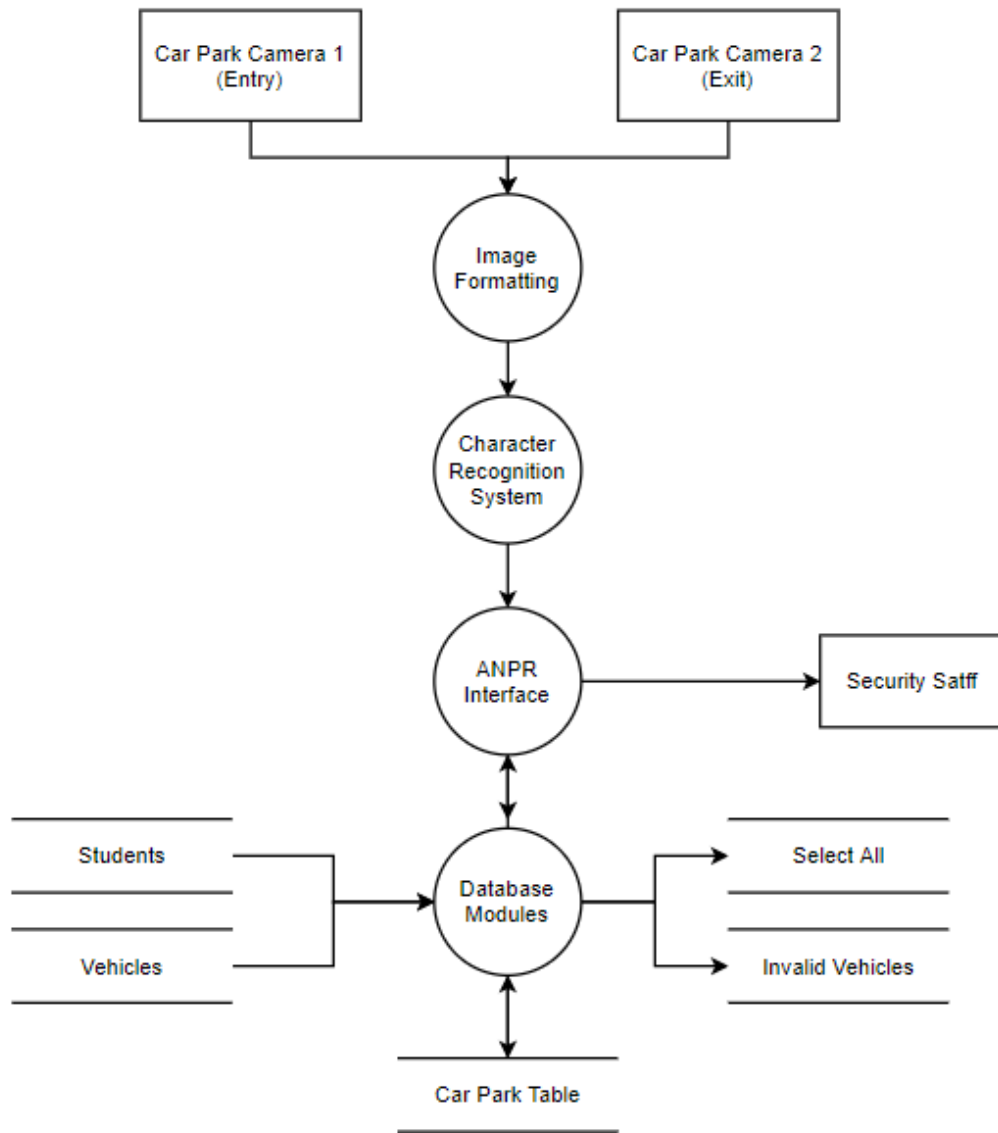 Car Park Camera 1
(Entry)
Car Park Camera 2
(Exit)
Image
Formatting
Character
Recognition
System
ANPR
Interface
Security Satff
Students
Database
Modules
Select All
Vehicles
Invalid Vehicles
Car Park Table